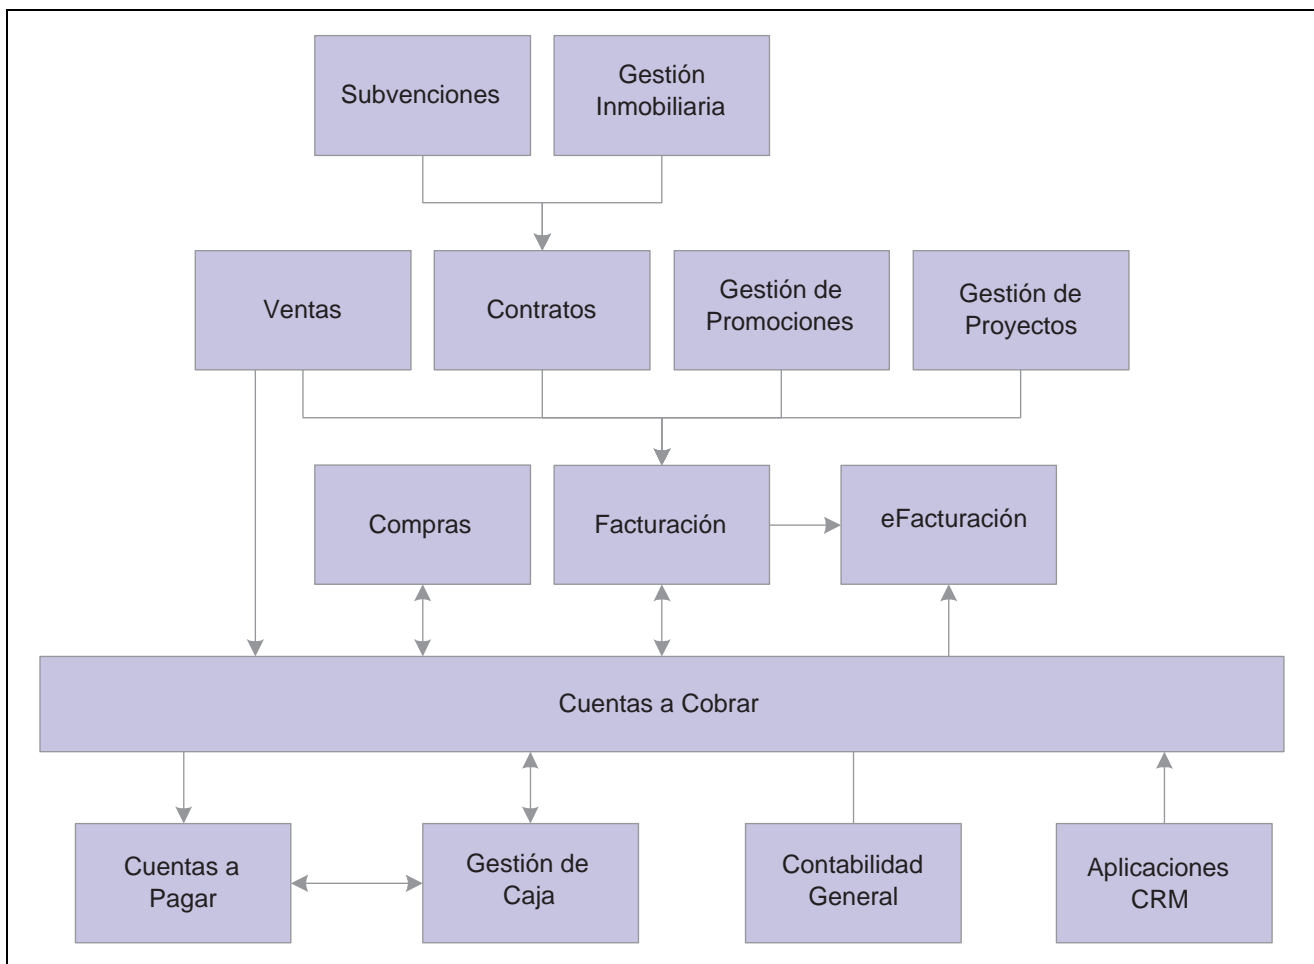 Subvenciones
Gestión
Inmobiliaria
Ventas
Contratos
Gestión de
Promociones
Gestión de
Proyectos
Compras
Facturación
eFacturación
Cuentas a Cobrar
Cuentas a
Pagar
Gestión de
Caja
Contabilidad
General
Aplicaciones
CRM